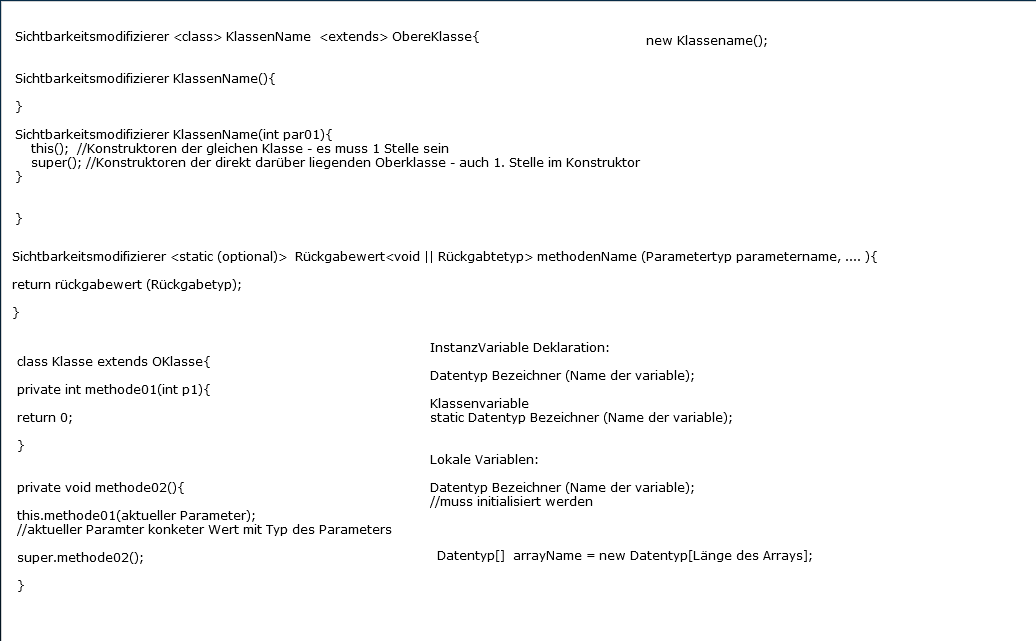 Sichtbarkeitsmodifizierer <class> KlassenName  <extends> ObereKlasse{
new Klassename();
Sichtbarkeitsmodifizierer KlassenName(){
}
Sichtbarkeitsmodifizierer KlassenName(int par01){
this();  //Konstruktoren der gleichen Klasse - es muss 1 Stelle sein
super(); //Konstruktoren der direkt darüber liegenden Oberklasse - auch 1. Stelle im Konstruktor
}
}
Sichtbarkeitsmodifizierer <static (optional)>  Rückgabewert<void || Rückgabtetyp> methodenName (Parametertyp parametername, .... ){
return rückgabewert (Rückgabetyp);
}
class Klasse extends OKlasse{
private int methode01(int p1){
return 0;
}
private void methode02(){
this.methode01(aktueller Parameter);
//aktueller Paramter konketer Wert mit Typ des Parameters
super.methode02();
}
InstanzVariable Deklaration:
Datentyp Bezeichner (Name der variable);
Klassenvariable
static Datentyp Bezeichner (Name der variable);
Lokale Variablen:
Datentyp Bezeichner (Name der variable);
//muss initialisiert werden
Datentyp[]  arrayName = new Datentyp[Länge des Arrays];